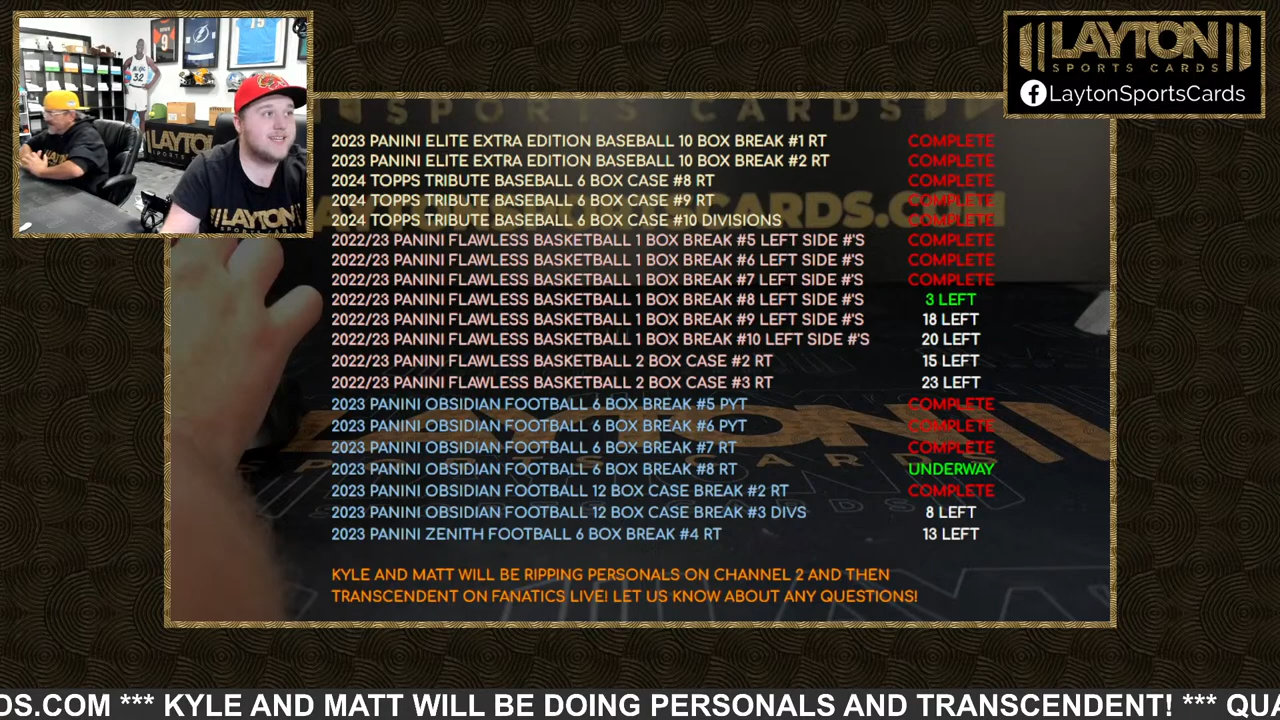 LAYTON
SPORTS CARDS
LaytonSportsCards
SPORTS CARDS
2023 PANINI ELITE EXTRA EDITION BASEBALL 10 BOX BREAK #1 RT COMPLETE
2023 PANINI ELITE EXTRA EDITION BASEBALL 10 BOX BREAK #2 RT COMPLETE
2024 TOPPS TRIBUTE BASEBALL 6 BOX CASE #8 RT COMPLETE
2024 TOPPS TRIBUTE BASEBALL 6 BOX CASE #9 RT COMPLETE
2024 TOPPS TRIBUTE BASEBALL 6 BOX CASE #10 DIVISIONS COMPLETE
2022/23 PANINI FLAWLESS BASKETBALL 1 BOX BREAK #5 LEFT SIDE #'S COMPLETE
2022/23 PANINI FLAWLESS BASKETBALL 1 BOX BREAK #6 LEFT SIDE #'S COMPLETE
2022/23 PANINI FLAWLESS BASKETBALL 1 BOX BREAK #7 LEFT SIDE #'S COMPLETE
2022/23 PANINI FLAWLESS BASKETBALL 1 BOX BREAK #8 LEFT SIDE #'S 3 LEFT
2022/23 PANINI FLAWLESS BASKETBALL 1 BOX BREAK #9 LEFT SIDE #'S 18 LEFT
2022/23 PANINI FLAWLESS BASKETBALL 1 BOX BREAK #10 LEFT SIDE #'S 20 LEFT
2022/23 PANINI FLAWLESS BASKETBALL 2 BOX CASE #2 RT 15 LEFT
2022/23 PANINI FLAWLESS BASKETBALL 2 BOX CASE #3 RT 23 LEFT
2023 PANINI OBSIDIAN FOOTBALL 6 BOX BREAK #5 PYT COMPLETE
2023 PANINI OBSIDIAN FOOTBALL 6 BOX BREAK #6 PYT COMPLETE
2023 PANINI OBSIDIAN FOOTBALL 6 BOX BREAK #7 RT COMPLETE
2023 PANINI OBSIDIAN FOOTBALL 6 BOX BREAK #8 RT UNDERWAY
2023 PANINI OBSIDIAN FOOTBALL 12 BOX CASE BREAK #2 RT COMPLETE
2023 PANINI OBSIDIAN FOOTBALL 12 BOX CASE BREAK #3 DIVS 8 LEFT
2023 PANINI ZENITH FOOTBALL 6 BOX BREAK #4 RT 13 LEFT
KYLE AND MATT WILL BE RIPPING PERSONALS ON CHANNEL 2 AND THEN
TRANSCENDENT ON FANATICS LIVE! LET US KNOW ABOUT ANY QUESTIONS!
DS.COM *** KYLE AND MATT WILL BE DOING PERSONALS AND TRANSCENDENT! *** QUA